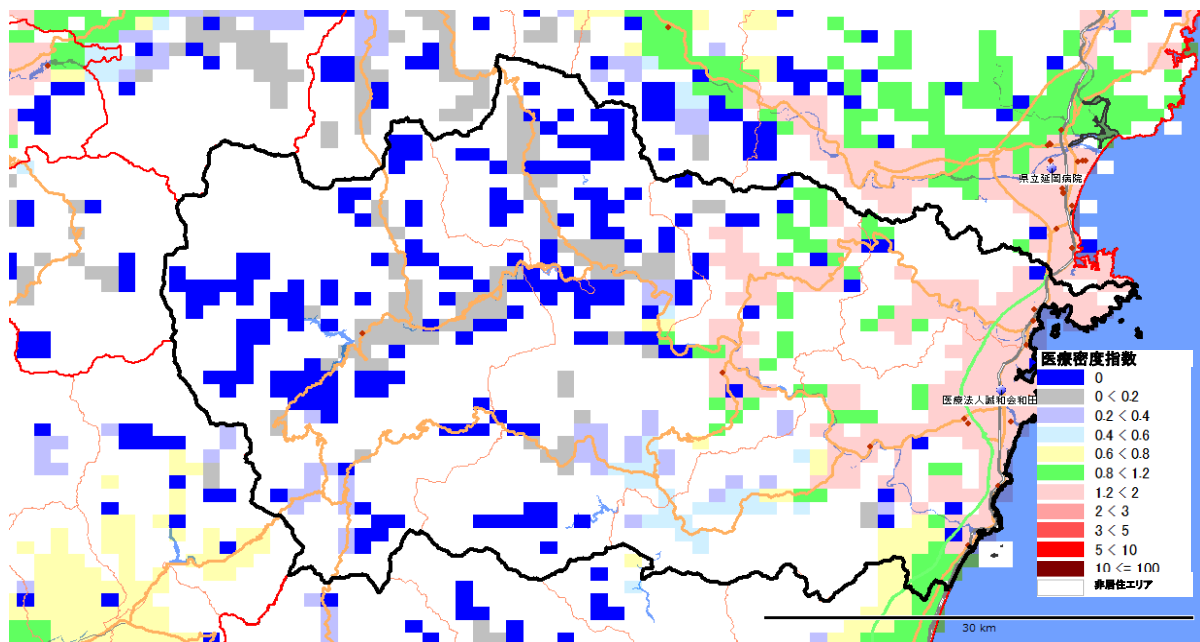 県立延岡病院
医療密度指数
0
0 < 0.2
0.2 < 0.4
0.4 < 0.6
0.6 < 0.8
0.8 < 1.2
1.2 < 2
2 < 3
3 < 5
5 < 10
10 <= 100
非居住エリア
医療法人誠和会和田
30 km